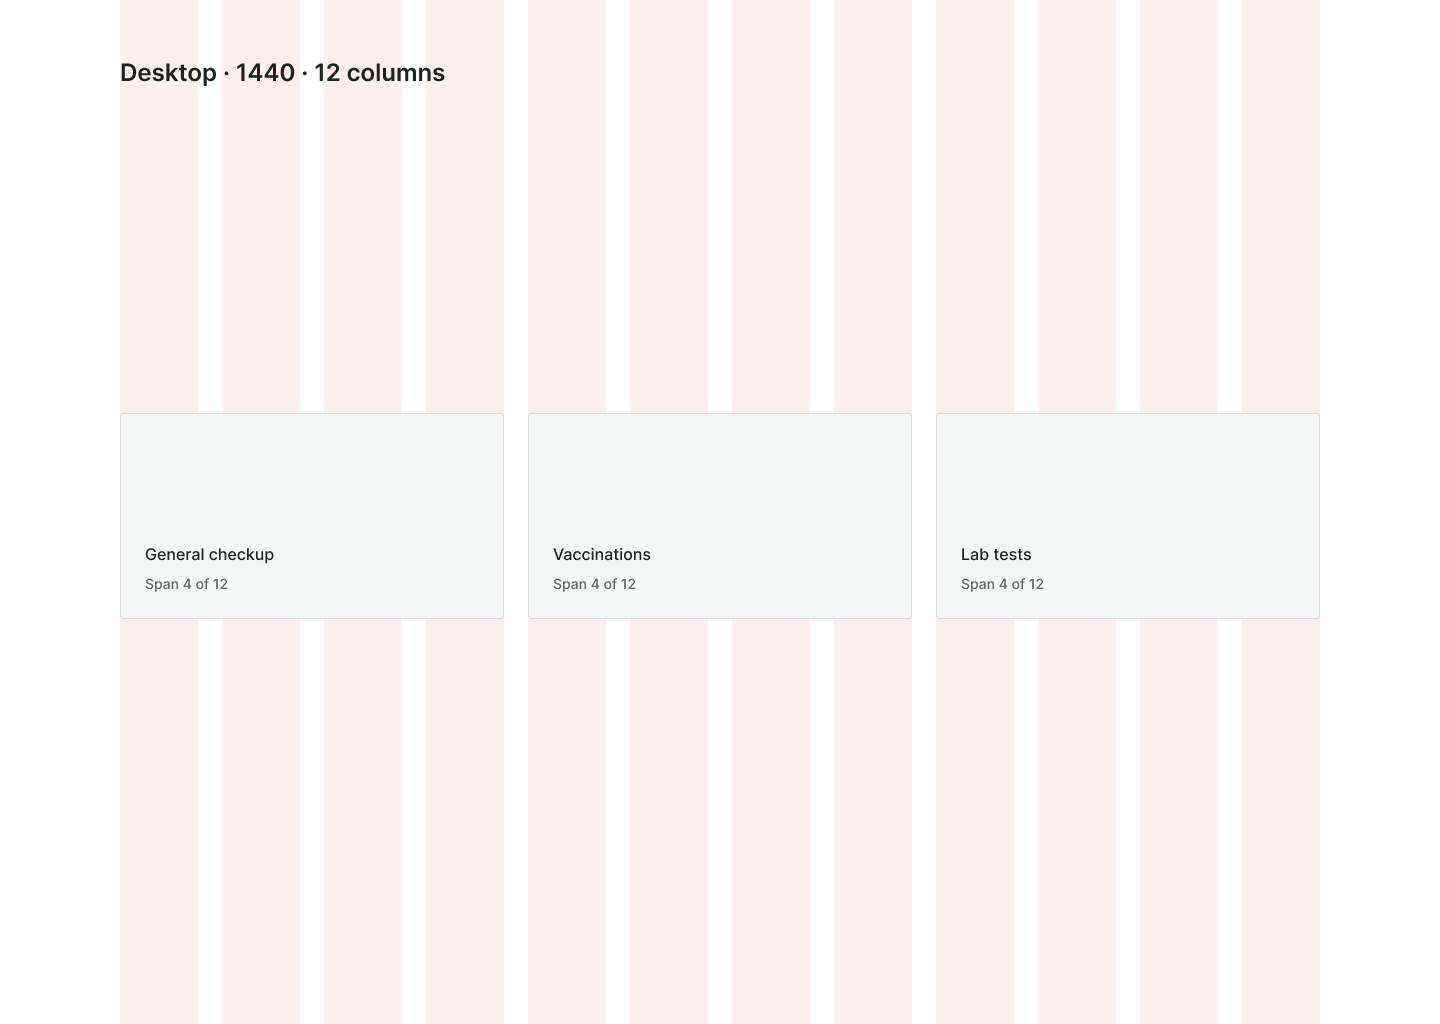 Desktop · 1440 · 12 columns
General checkup
Span 4 of 12
Vaccinations
Span 4 of 12
Lab tests
Span 4 of 12